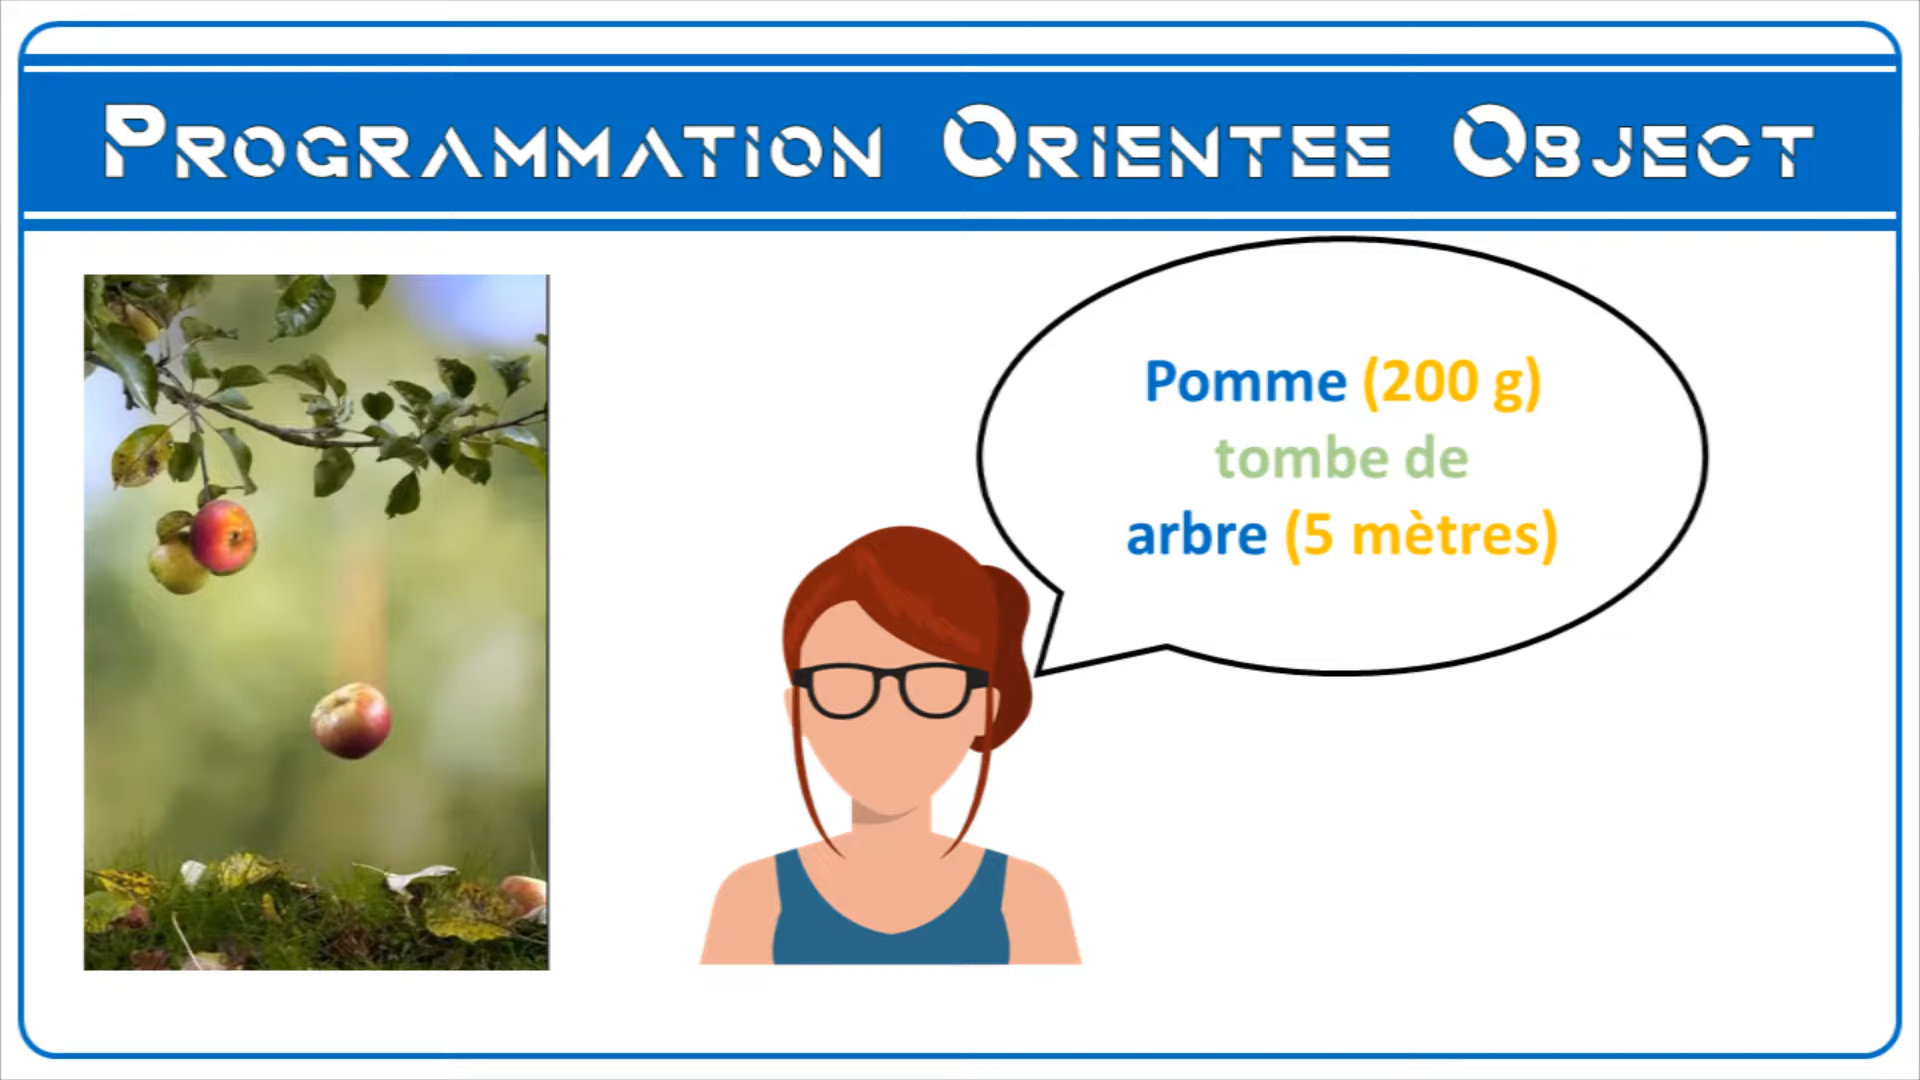 PROGRAMMATION ORIENTEE OBJECT
Pomme (200 g)
tombe de
arbre (5 mètres)